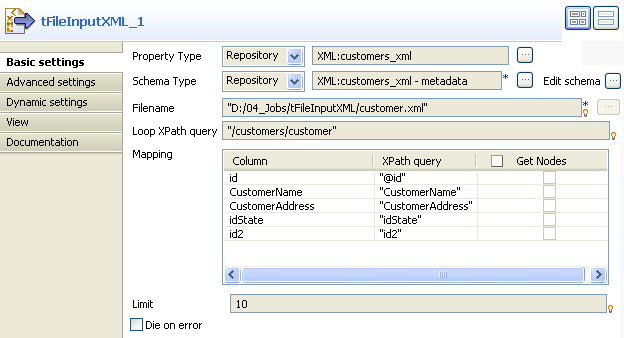 tFileInputXML_1
Basic settings
Advanced settings
Dynamic settings
View
Documentation
Property Type Repository XML:customers_xml ...
Schema Type Repository XML:customers_xml - metadata * ... Edit schema ...
Filename "D:/04_Jobs/tFileInputXML/customer.xml" * ...
Loop XPath query "/customers/customer"
Mapping
Column XPath query Get Nodes
id "@id"
CustomerName "CustomerName"
CustomerAddress "CustomerAddress"
idState "idState"
id2 "id2"
Limit 10
Die on error